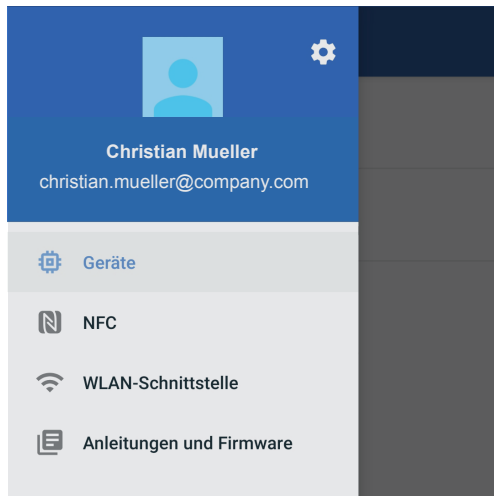 Christian Mueller
christian.mueller@company.com
Geräte
NFC
WLAN-Schnittstelle
Anleitungen und Firmware